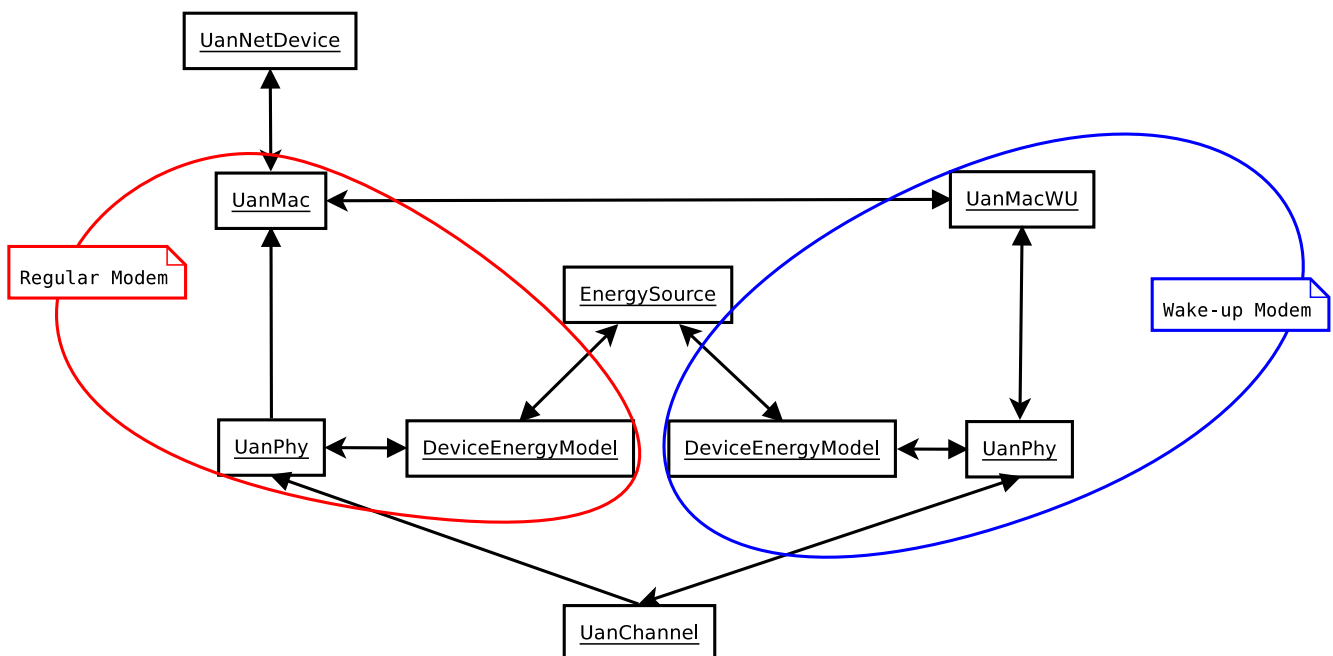 UanNetDevice
UanMac
UanMacWU
Regular Modem
EnergySource
Wake-up Modem
UanPhy
DeviceEnergyModel
DeviceEnergyModel
UanPhy
UanChannel